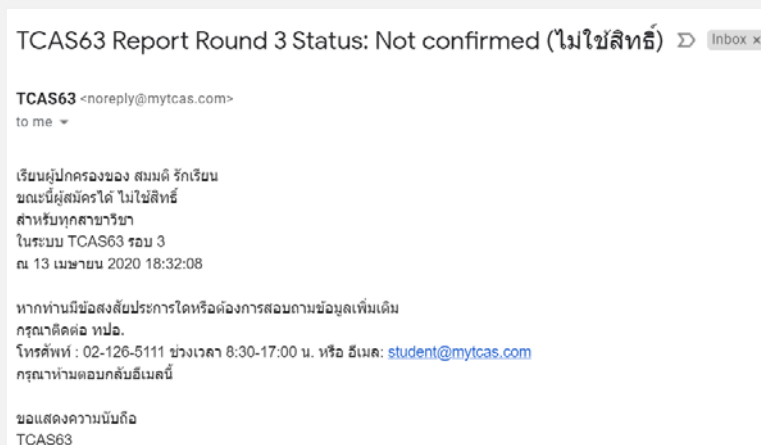 TCAS63 Report Round 3 Status: Not confirmed (ไม่ใช้สิทธิ์) Inbox ×
TCAS63 <noreply@mytcas.com>
to me
เรียนผู้ปกครองของ สมมติ รักเรียน
ขณะนี้ผู้สมัครได้ ไม่ใช้สิทธิ์
สำหรับทุกสาขาวิชา
ในระบบ TCAS63 รอบ 3
ณ 13 เมษายน 2020 18:32:08
หากท่านมีข้อสงสัยประการใดหรือต้องการสอบถามข้อมูลเพิ่มเติม
กรุณาติดต่อ ทปอ.
โทรศัพท์ : 02-126-5111 ช่วงเวลา 8:30-17:00 น. หรือ อีเมล: student@mytcas.com
กรุณาห้ามตอบกลับอีเมลนี้
ขอแสดงความนับถือ
TCAS63